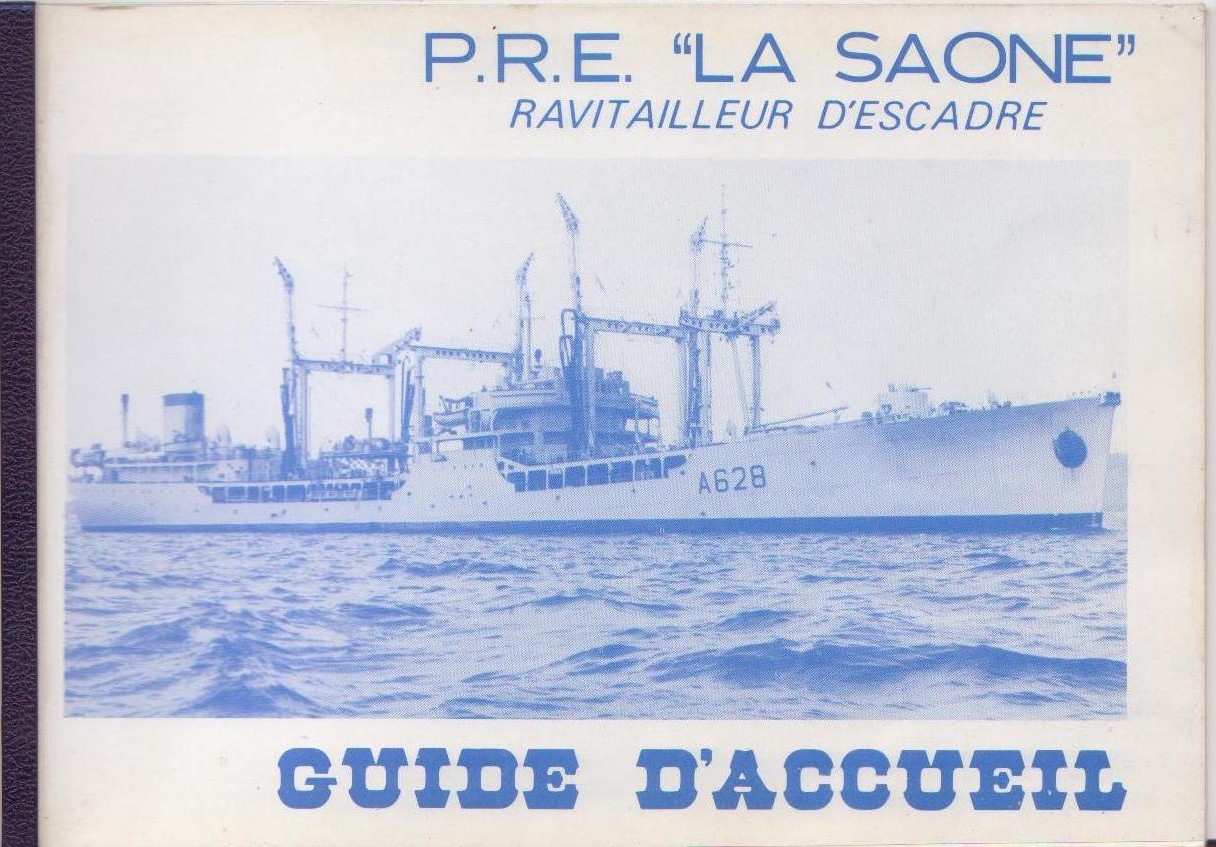 P.R.E. “LA SAONE”
RAVITAILLEUR D'ESCADRE
A628
GUIDE D'ACCUEIL